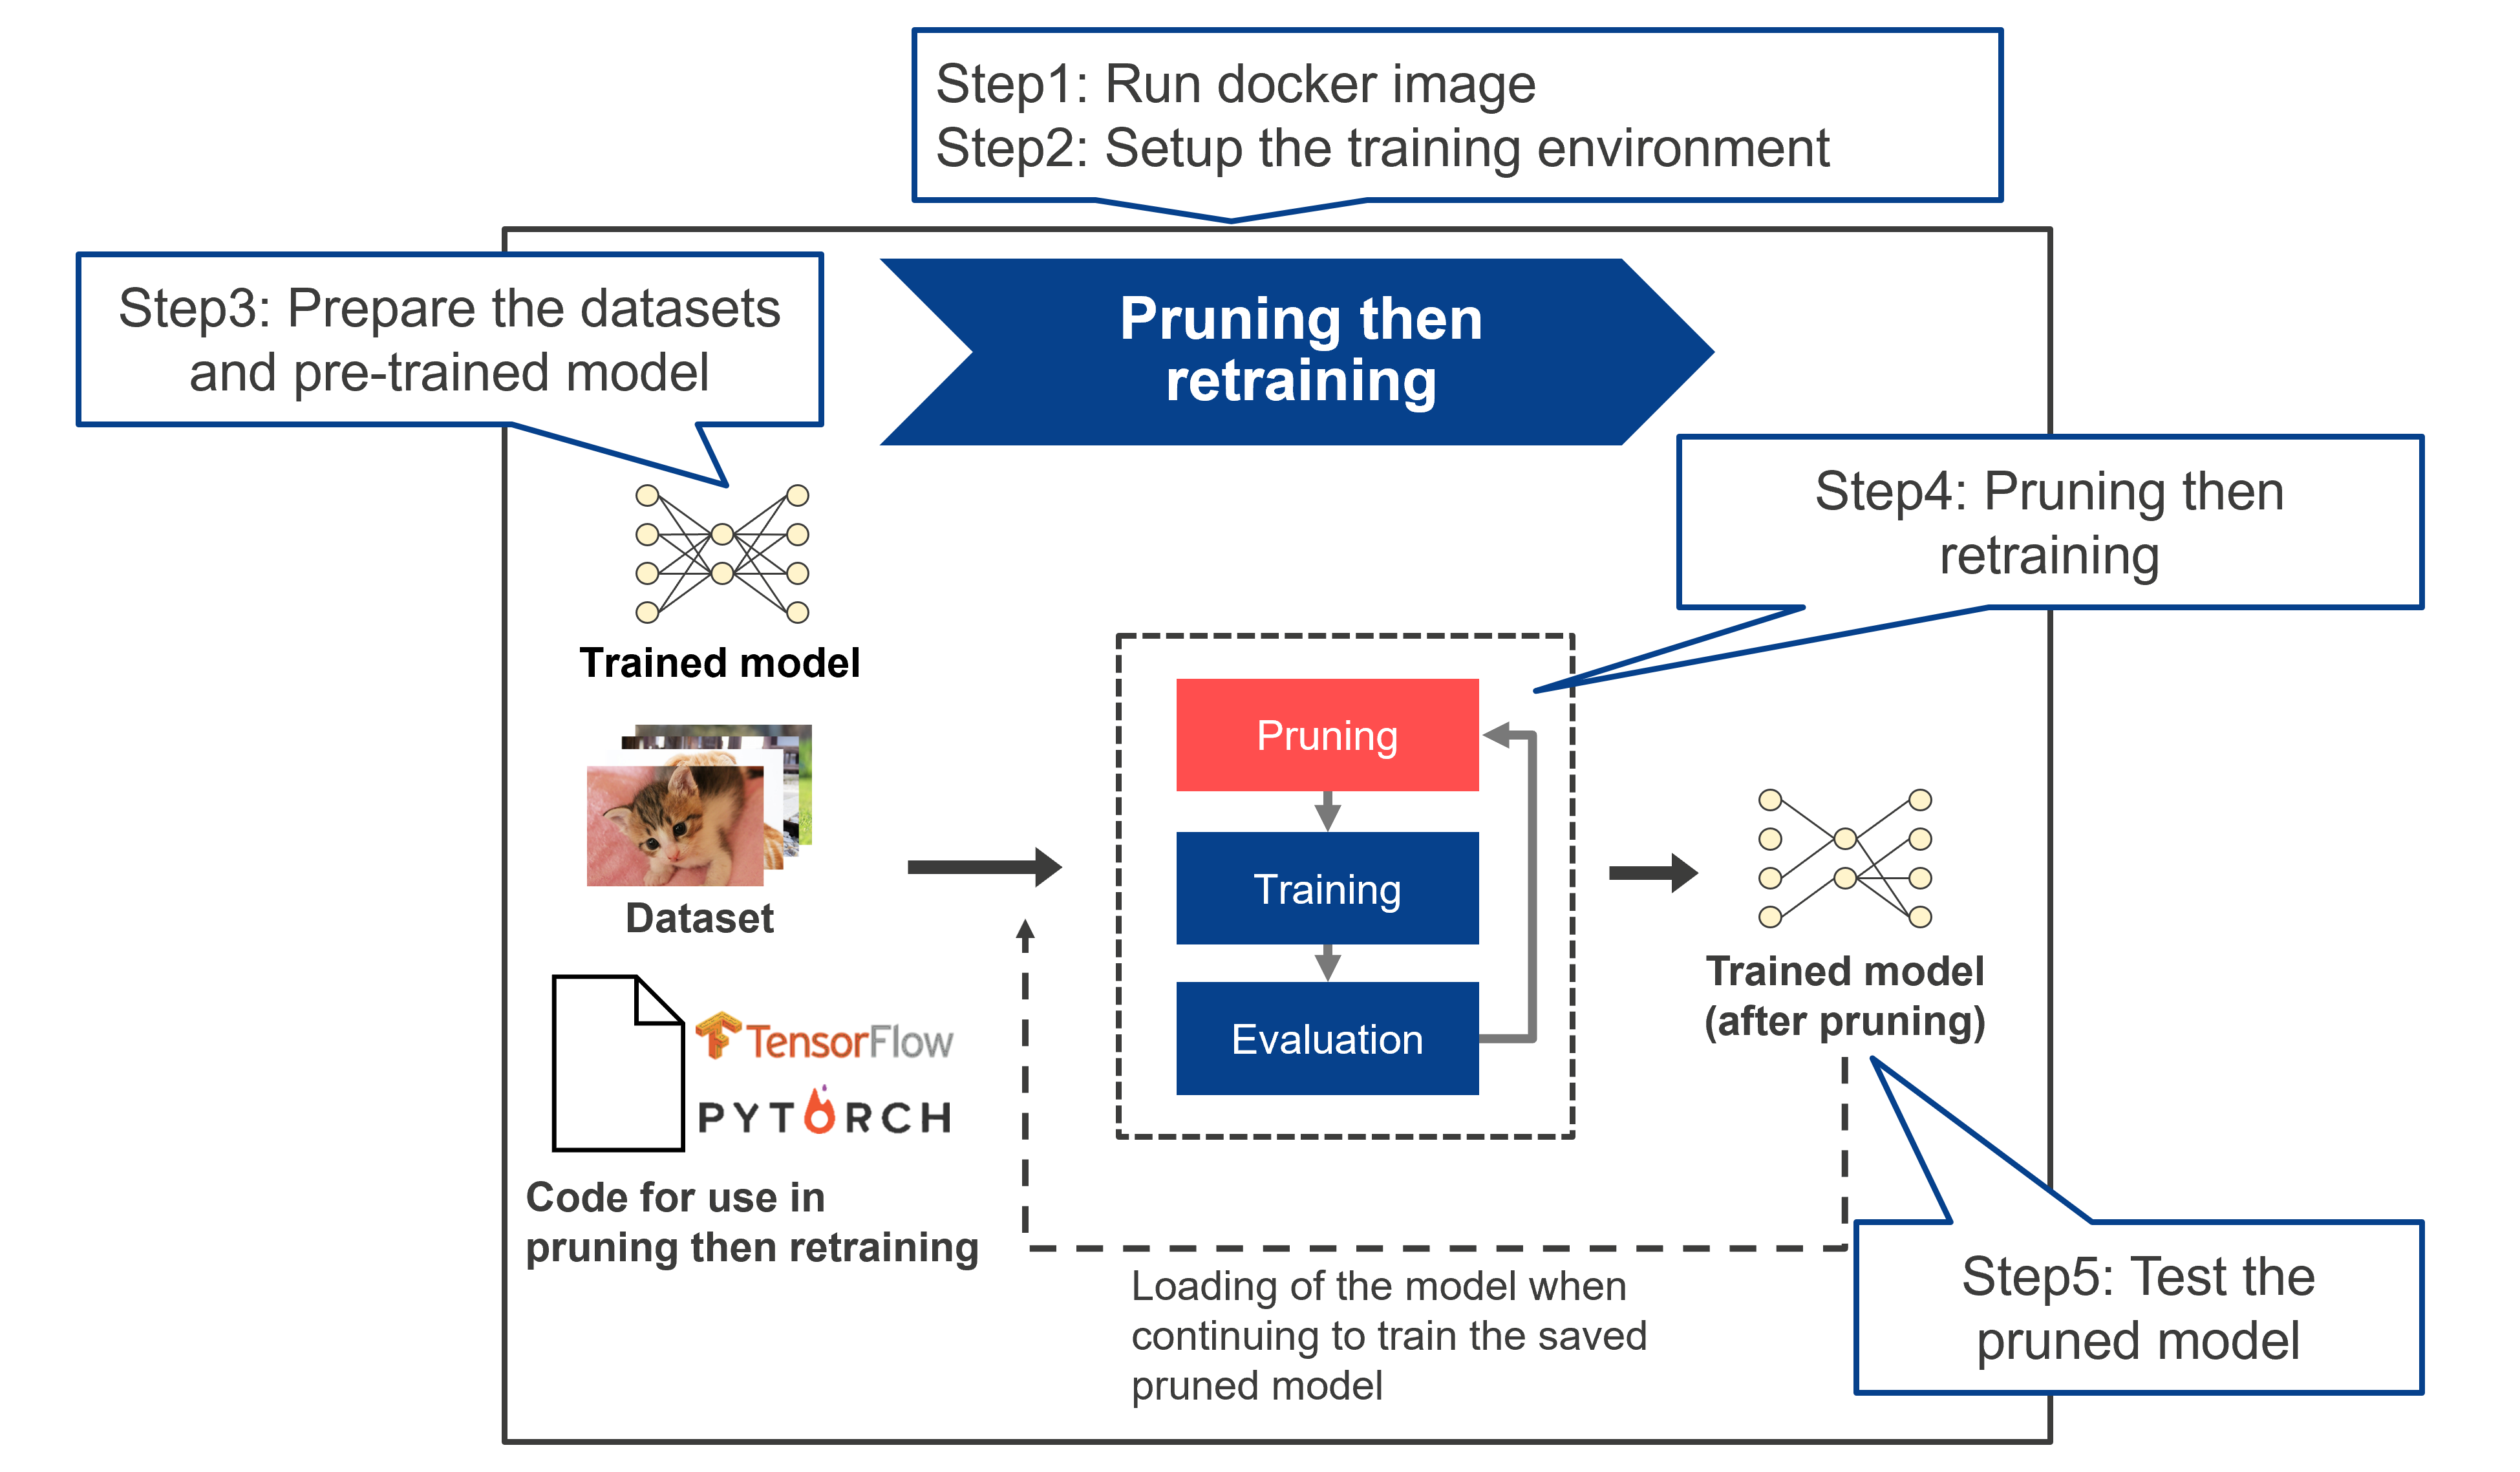 Step1: Run docker image
Step2: Setup the training environment
Step3: Prepare the datasets
and pre-trained model
Pruning then
retraining
Step4: Pruning then
retraining
Trained model
Dataset
TensorFlow
PYTORCH
Code for use in
pruning then retraining
Pruning
Training
Evaluation
Trained model
(after pruning)
Loading of the model when
continuing to train the saved
pruned model
Step5: Test the
pruned model